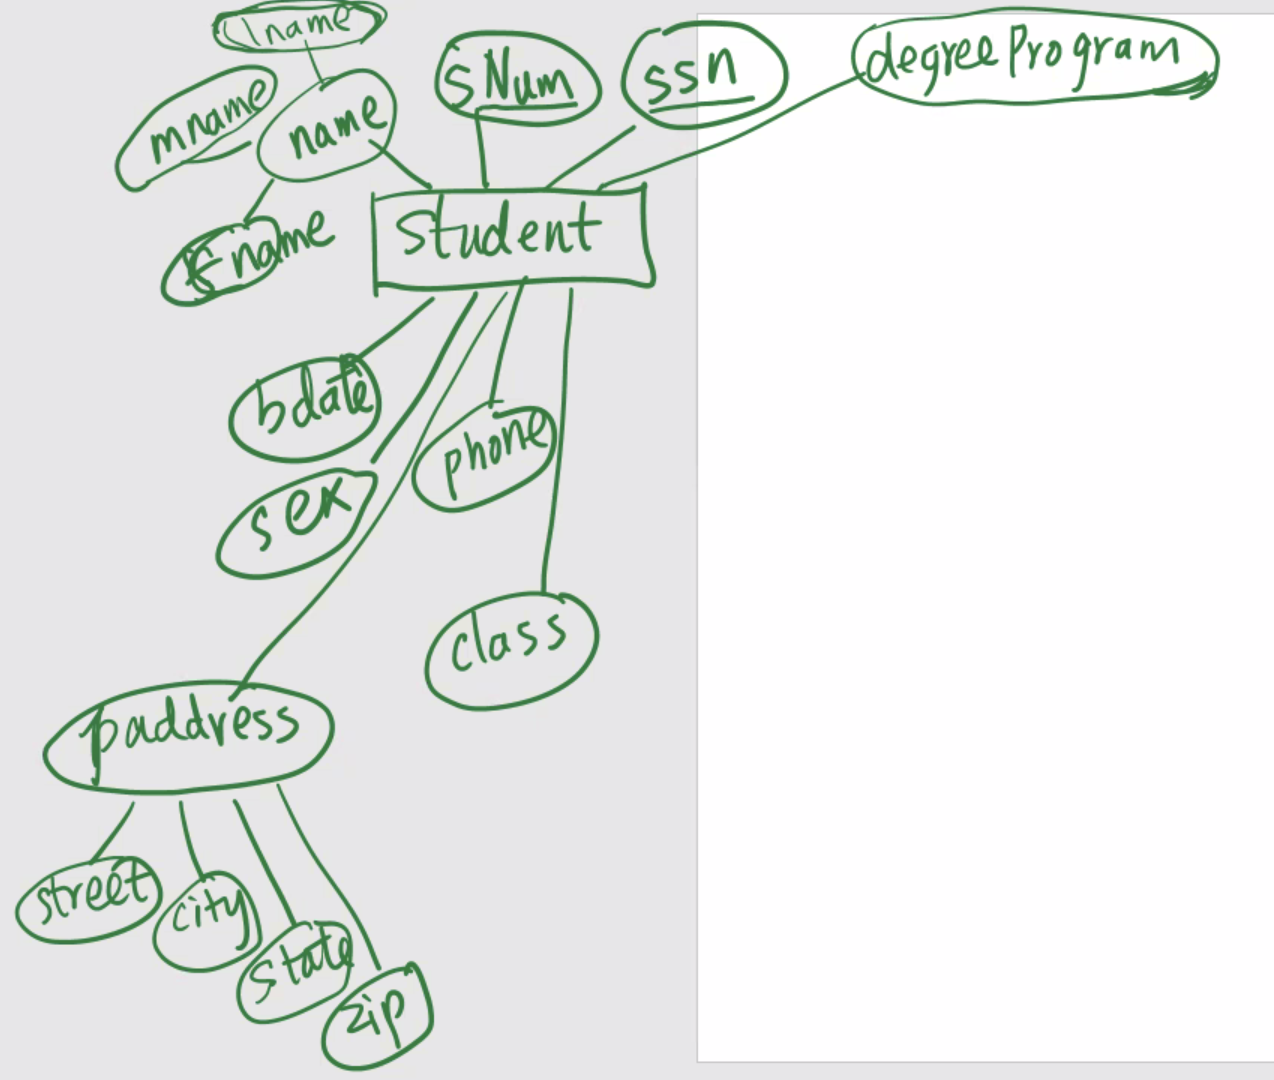 lname
sNum
ssn
degreeProgram
mname
name
Fname
Student
bdate
phone
sex
class
paddress
street
city
state
zip